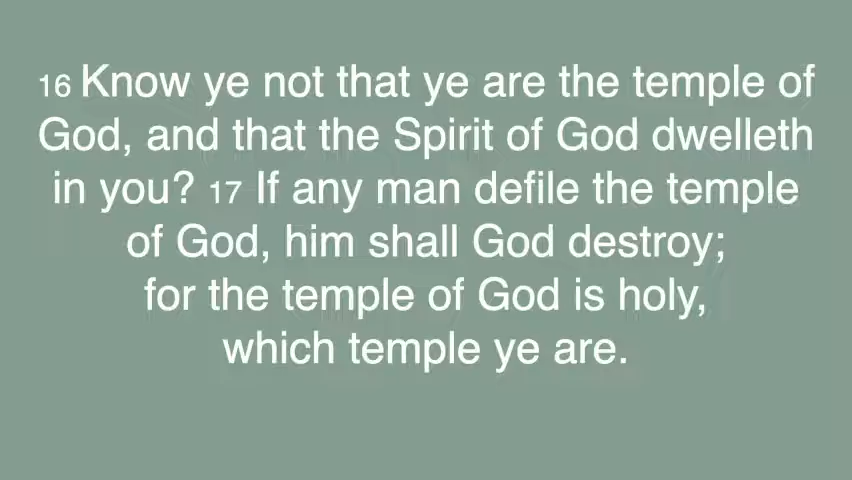 16 Know ye not that ye are the temple of
God, and that the Spirit of God dwelleth
in you? 17 If any man defile the temple
of God, him shall God destroy;
for the temple of God is holy,
which temple ye are.